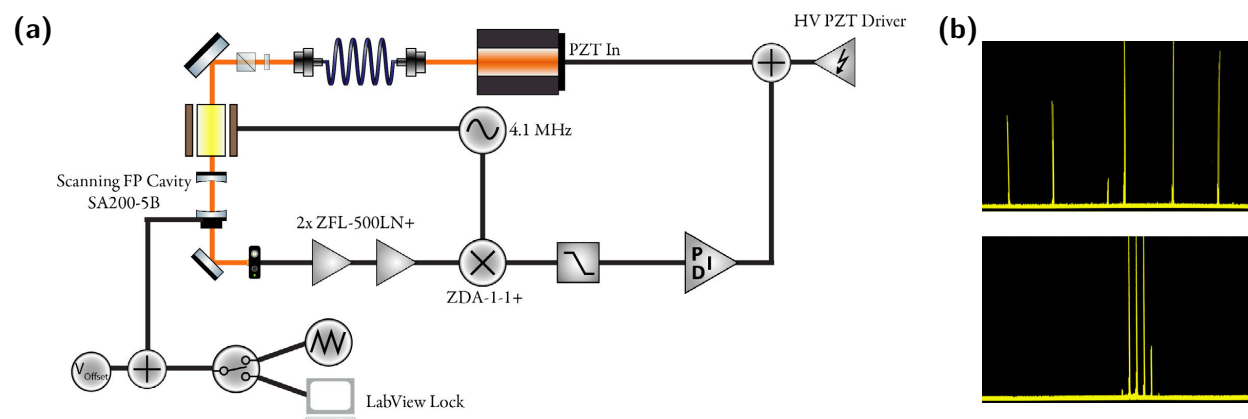 (a)
HV PZT Driver
(b)
PZT In
4.1 MHz
Scanning FP Cavity
SA200-5B
2x ZFL-500LN+
P
I
D
ZDA-1-1+
V Offset
LabView Lock